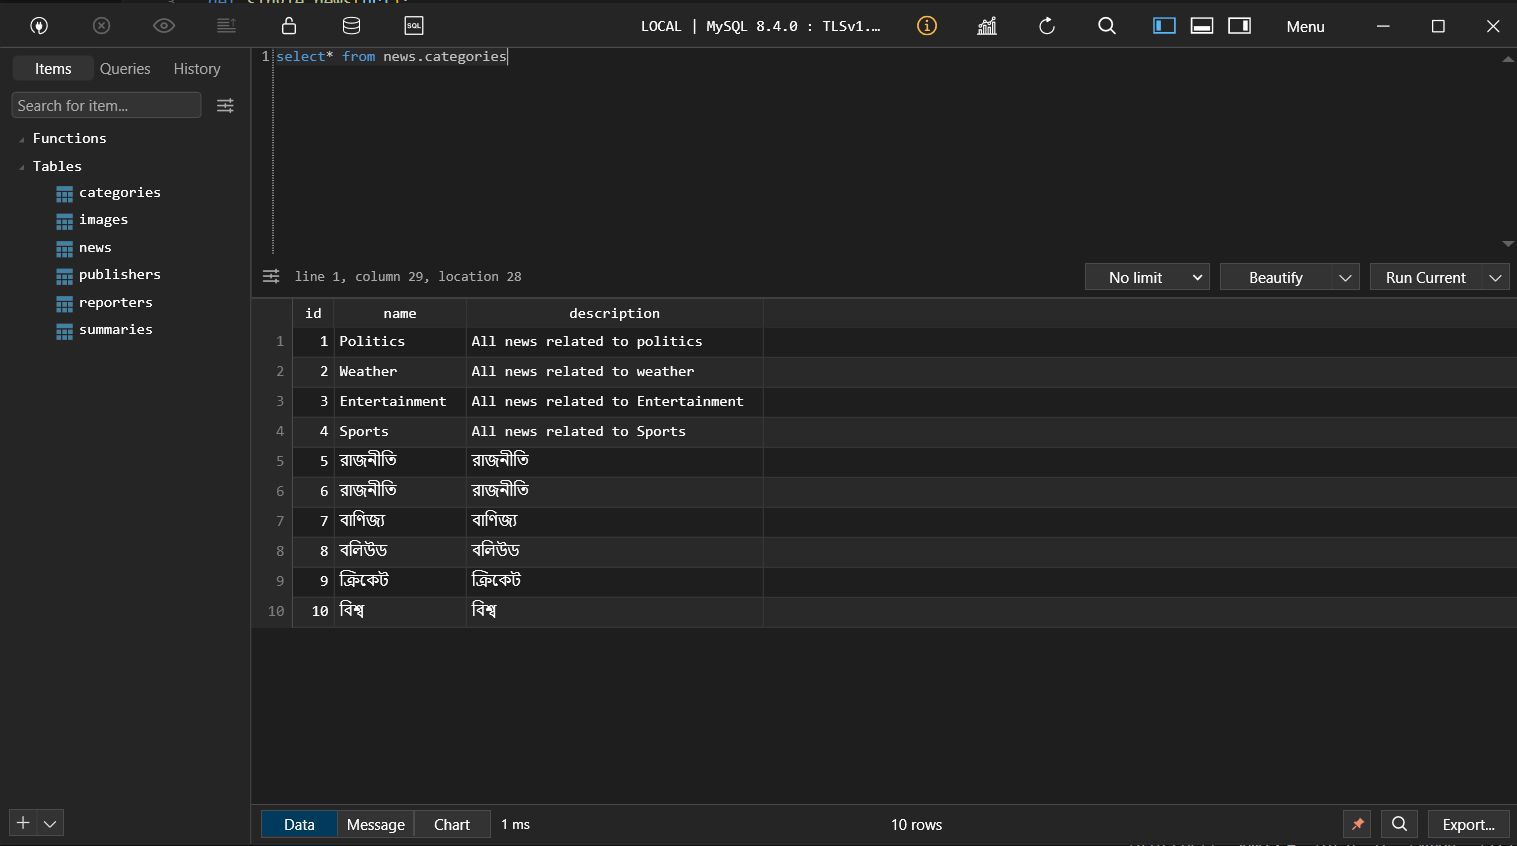 LOCAL | MySQL 8.4.0 : TLSv1....
Menu
Items Queries History
Search for item...
Functions
Tables
categories
images
news
publishers
reporters
summaries
1 select* from news.categories
line 1, column 29, location 28
No limit
Beautify
Run Current
id name description
1 1 Politics All news related to politics
2 2 Weather All news related to weather
3 3 Entertainment All news related to Entertainment
4 4 Sports All news related to Sports
5 5 রাজনীতি রাজনীতি
6 6 রাজনীতি রাজনীতি
7 7 বাণিজ্য বাণিজ্য
8 8 বলিউড বলিউড
9 9 ক্রিকেট ক্রিকেট
10 10 বিশ্ব বিশ্ব
Data Message Chart 1 ms 10 rows Export...